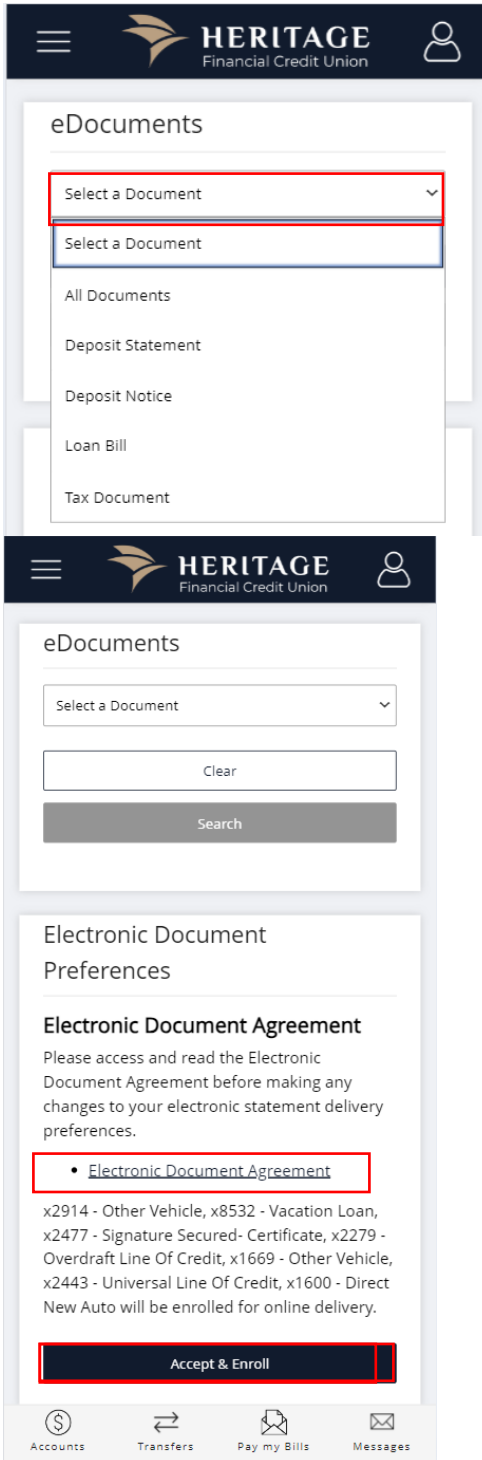 HERITAGE
Financial Credit Union
eDocuments
Select a Document
Select a Document
All Documents
Deposit Statement
Deposit Notice
Loan Bill
Tax Document
HERITAGE
Financial Credit Union
eDocuments
Select a Document
Clear
Search
Electronic Document
Preferences
Electronic Document Agreement
Please access and read the Electronic
Document Agreement before making any
changes to your electronic statement delivery
preferences.
• Electronic Document Agreement
x2914 - Other Vehicle, x8532 - Vacation Loan,
x2477 - Signature Secured- Certificate, x2279 -
Overdraft Line Of Credit, x1669 - Other Vehicle,
x2443 - Universal Line Of Credit, x1600 - Direct
New Auto will be enrolled for online delivery.
Accept & Enroll
Accounts Transfers Pay my Bills Messages